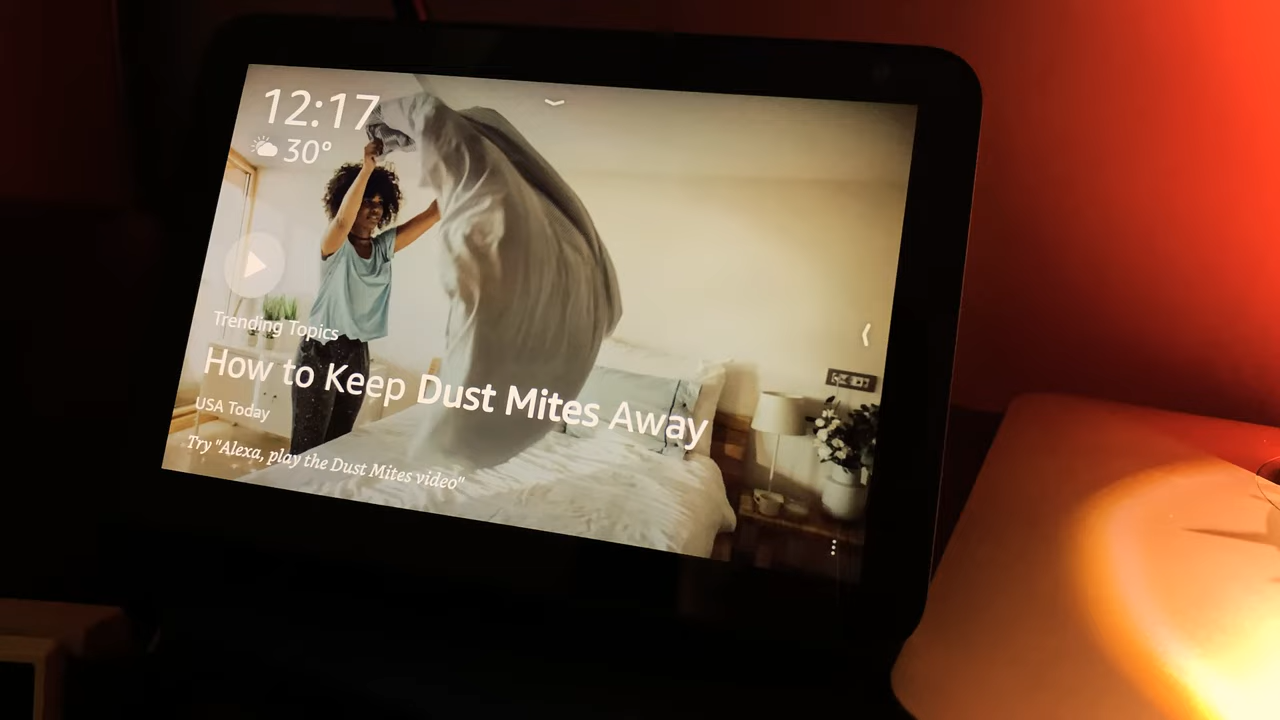 12:17
30°
Trending Topics
How to Keep Dust Mites Away
USA Today
Try "Alexa, play the Dust Mites video"